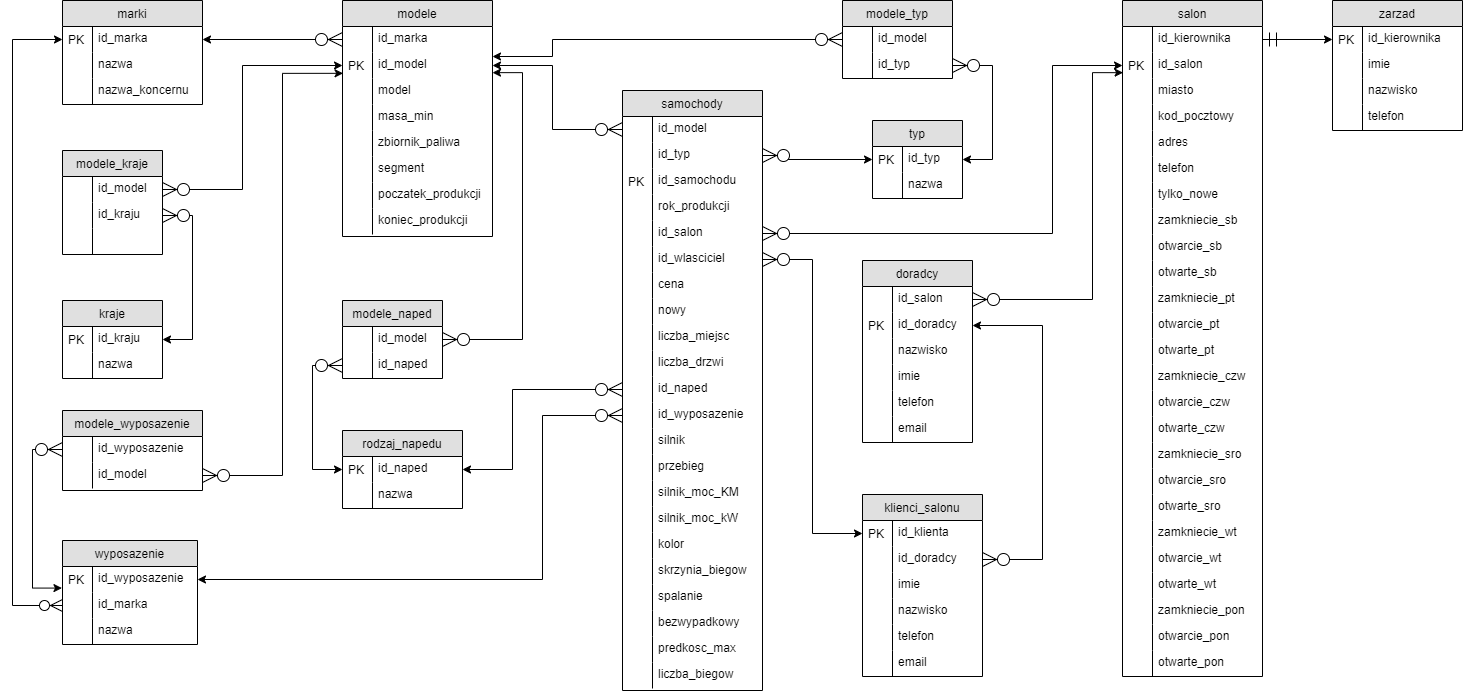 marki
PK id_marka
nazwa
nazwa_koncernu
modele_kraje
id_model
id_kraju
kraje
PK id_kraju
nazwa
modele_wyposazenie
id_wyposazenie
id_model
wyposazenie
PK id_wyposazenie
id_marka
nazwa
modele
id_marka
PK id_model
model
masa_min
zbiornik_paliwa
segment
poczatek_produkcji
koniec_produkcji
modele_naped
id_model
id_naped
rodzaj_napedu
PK id_naped
nazwa
samochody
id_model
id_typ
PK id_samochodu
rok_produkcji
id_salon
id_wlasciciel
cena
nowy
liczba_miejsc
liczba_drzwi
id_naped
id_wyposazenie
silnik
przebieg
silnik_moc_KM
silnik_moc_kW
kolor
skrzynia_biegow
spalanie
bezwypadkowy
predkosc_max
liczba_biegow
modele_typ
id_model
id_typ
typ
PK id_typ
nazwa
doradcy
id_salon
PK id_doradcy
nazwisko
imie
telefon
email
klienci_salonu
PK id_klienta
id_doradcy
imie
nazwisko
telefon
email
salon
id_kierownika
PK id_salon
miasto
kod_pocztowy
adres
telefon
tylko_nowe
zamkniecie_sb
otwarcie_sb
otwarte_sb
zamkniecie_pt
otwarcie_pt
otwarte_pt
zamkniecie_czw
otwarcie_czw
otwarte_czw
zamkniecie_sro
otwarcie_sro
otwarte_sro
zamkniecie_wt
otwarcie_wt
otwarte_wt
zamkniecie_pon
otwarcie_pon
otwarte_pon
zarzad
PK id_kierownika
imie
nazwisko
telefon